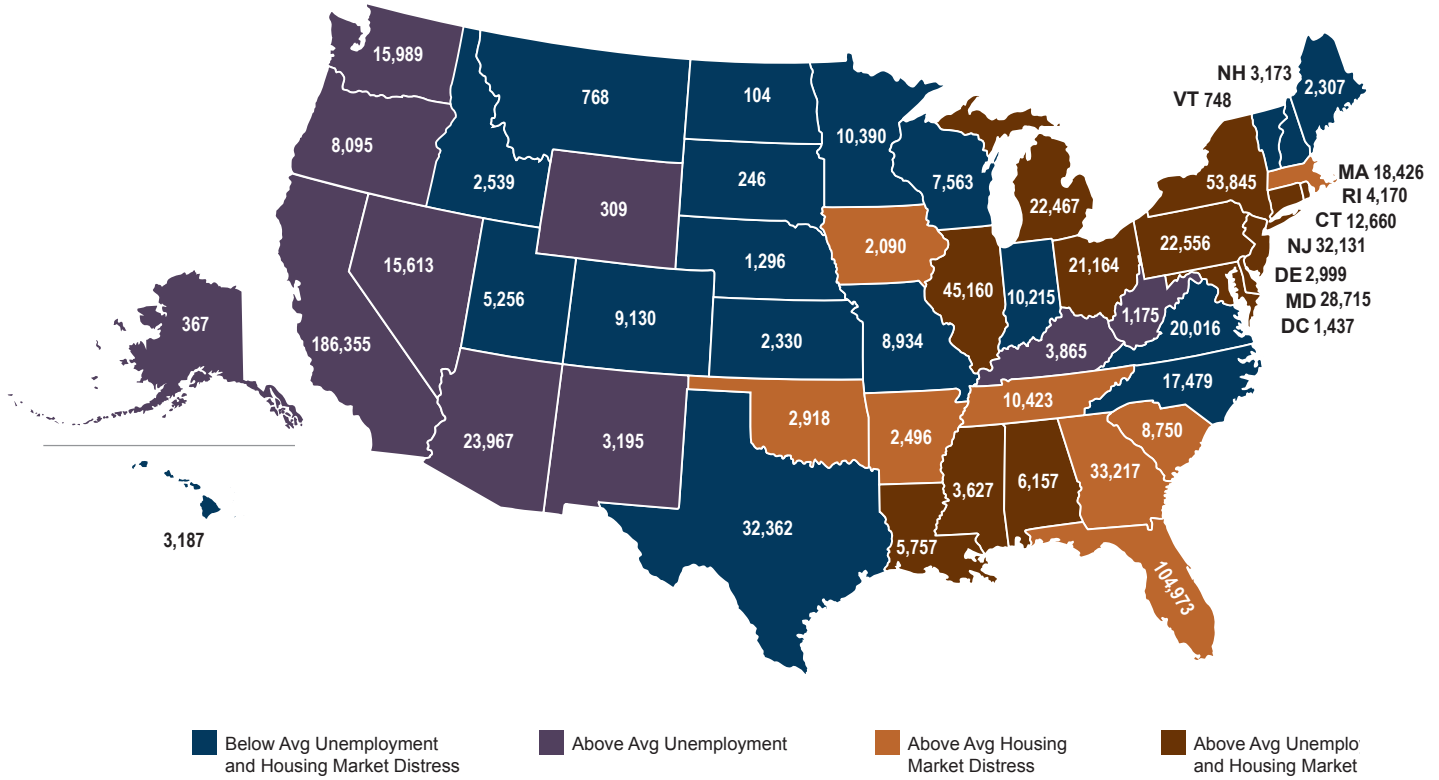 15,989
NH 3,173
2,307
VT 748
768
104
10,390
8,095
2,539
246
7,563
53,845
MA 18,426
309
22,467
RI 4,170
CT 12,660
15,613
1,296
2,090
22,556
NJ 32,131
5,256
45,160
10,215
21,164
DE 2,999
367
186,355
9,130
2,330
8,934
1,175
20,016
MD 28,715
DC 1,437
3,865
17,479
23,967
3,195
2,918
2,496
10,423
8,750
33,217
3,627
6,157
3,187
32,362
5,757
104,973
Below Avg Unemployment
and Housing Market Distress
Above Avg Unemployment
Above Avg Housing
Market Distress
Above Avg Unemplo
and Housing Market